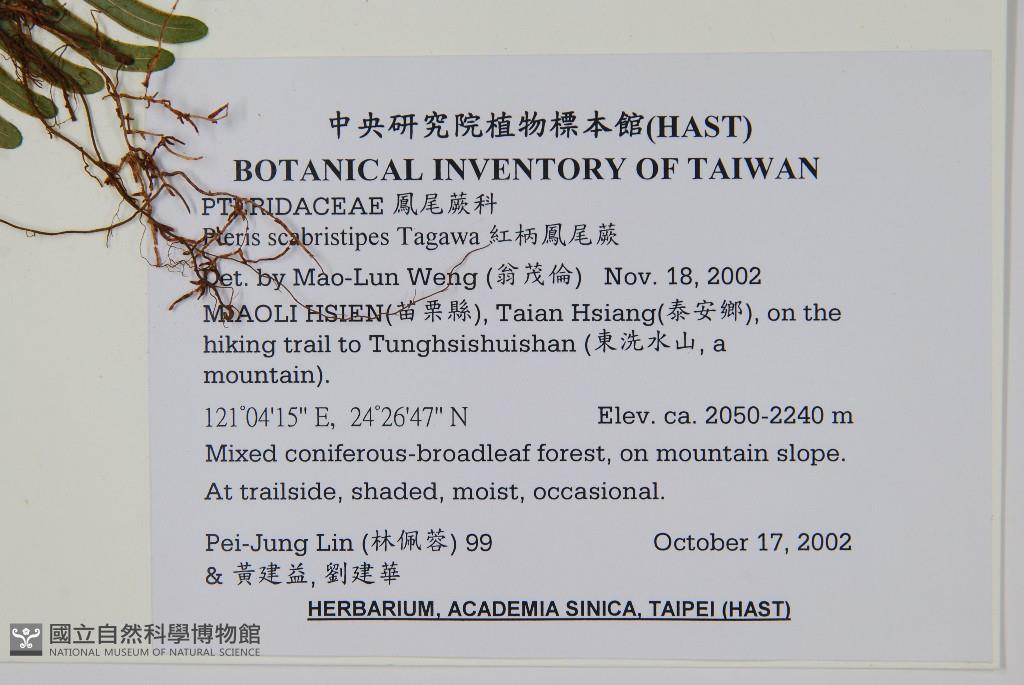 中央研究院植物標本館(HAST)
BOTANICAL INVENTORY OF TAIWAN
PTERIDACEAE 鳳尾蕨科
Pteris scabristipes Tagawa 紅柄鳳尾蕨
Det. by Mao-Lun Weng (翁茂倫) Nov. 18, 2002
MIAOLI HSIEN(苗栗縣), Taian Hsiang(泰安鄉), on the
hiking trail to Tunghsishuishan (東洗水山, a
mountain).
121°04'15" E, 24°26'47" N Elev. ca. 2050-2240 m
Mixed coniferous-broadleaf forest, on mountain slope.
At trailside, shaded, moist, occasional.
Pei-Jung Lin (林佩蓉) 99 October 17, 2002
& 黃建益, 劉建華
HERBARIUM, ACADEMIA SINICA, TAIPEI (HAST)
國立自然科學博物館
NATIONAL MUSEUM OF NATURAL SCIENCE